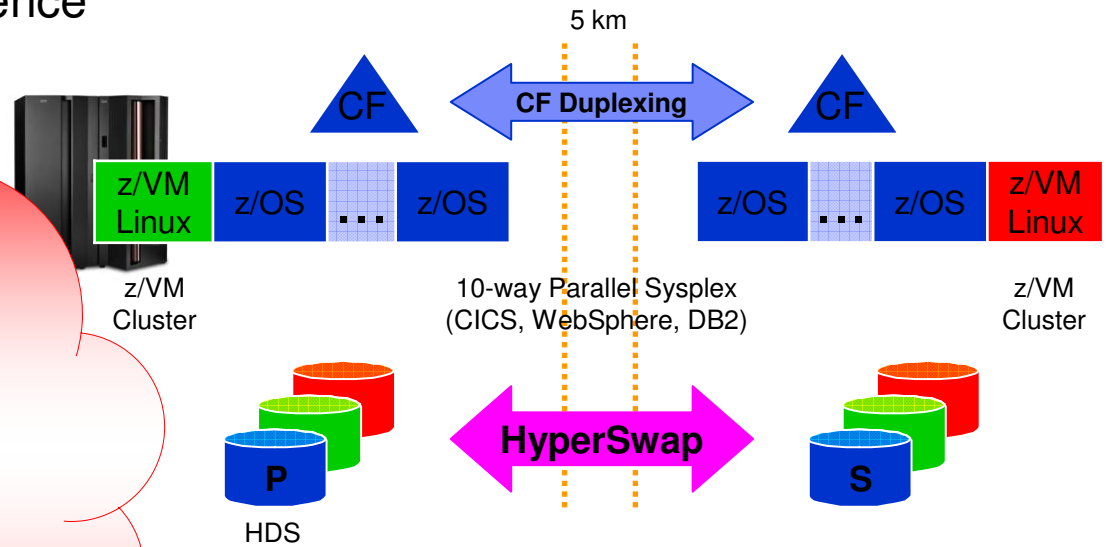 ence
5 km
CF
CF Duplexing
CF
z/VM
Linux
z/OS
...
z/OS
z/OS
...
z/OS
z/VM
Linux
z/VM
Cluster
10-way Parallel Sysplex
(CICS, WebSphere, DB2)
z/VM
Cluster
HyperSwap
P
S
HDS